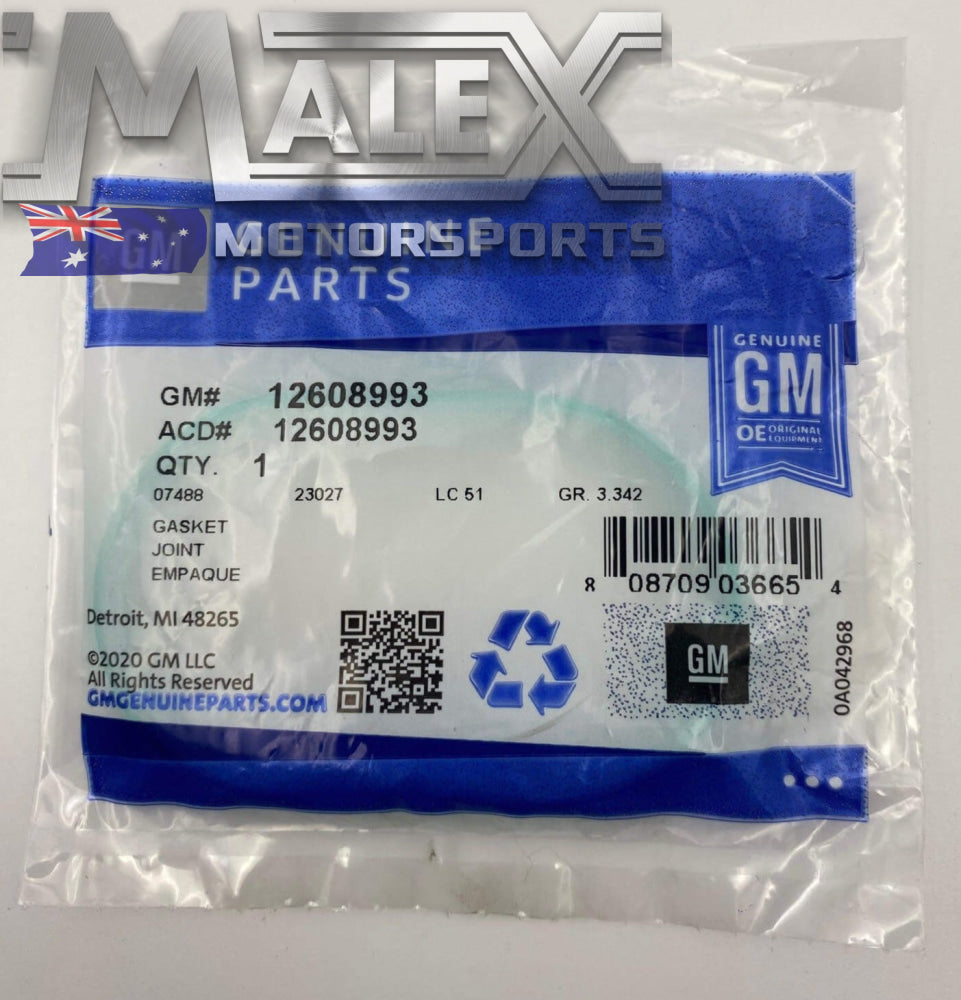 MALEX
MOTORSPORTS
GM
GENUINE
PARTS
GENUINE
GM
OE ORIGINAL
EQUIPMENT
GM# 12608993
ACD# 12608993
QTY. 1
07488 23027 LC 51 GR. 3.342
GASKET
JOINT
EMPAQUE
8 08709 03665 4
Detroit, MI 48265
©2020 GM LLC
All Rights Reserved
GMGENUINEPARTS.COM
GM
0A042968